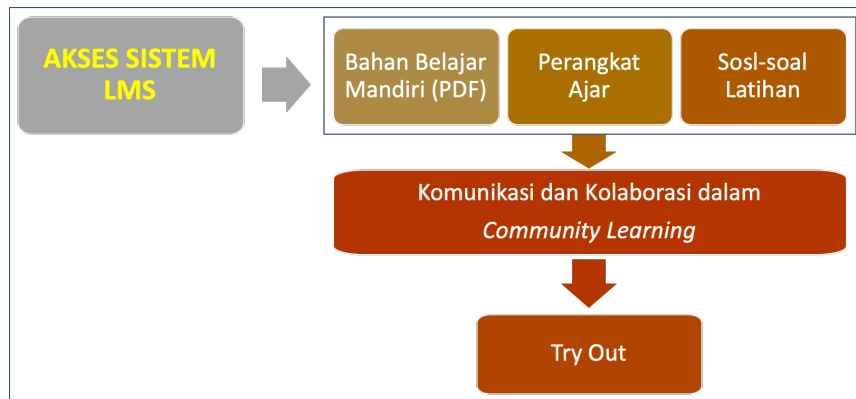 AKSES SISTEM
LMS
Bahan Belajar
Mandiri (PDF)
Perangkat
Ajar
Sosl-soal
Latihan
Komunikasi dan Kolaborasi dalam
Community Learning
Try Out